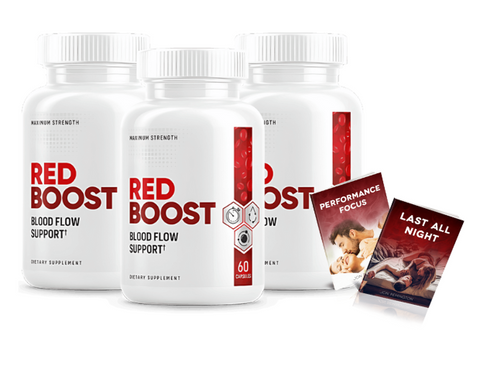 MAXIMUM STRENGTH
RED
BOOST
BLOOD FLOW
SUPPORT†
DIETARY SUPPLEMENT
MAXIMUM STRENGTH
RED
BOOST
BLOOD FLOW
SUPPORT†
DIETARY SUPPLEMENT
60
CAPSULES
BOOST
PERFORMANCE
FOCUS
LAST ALL
NIGHT